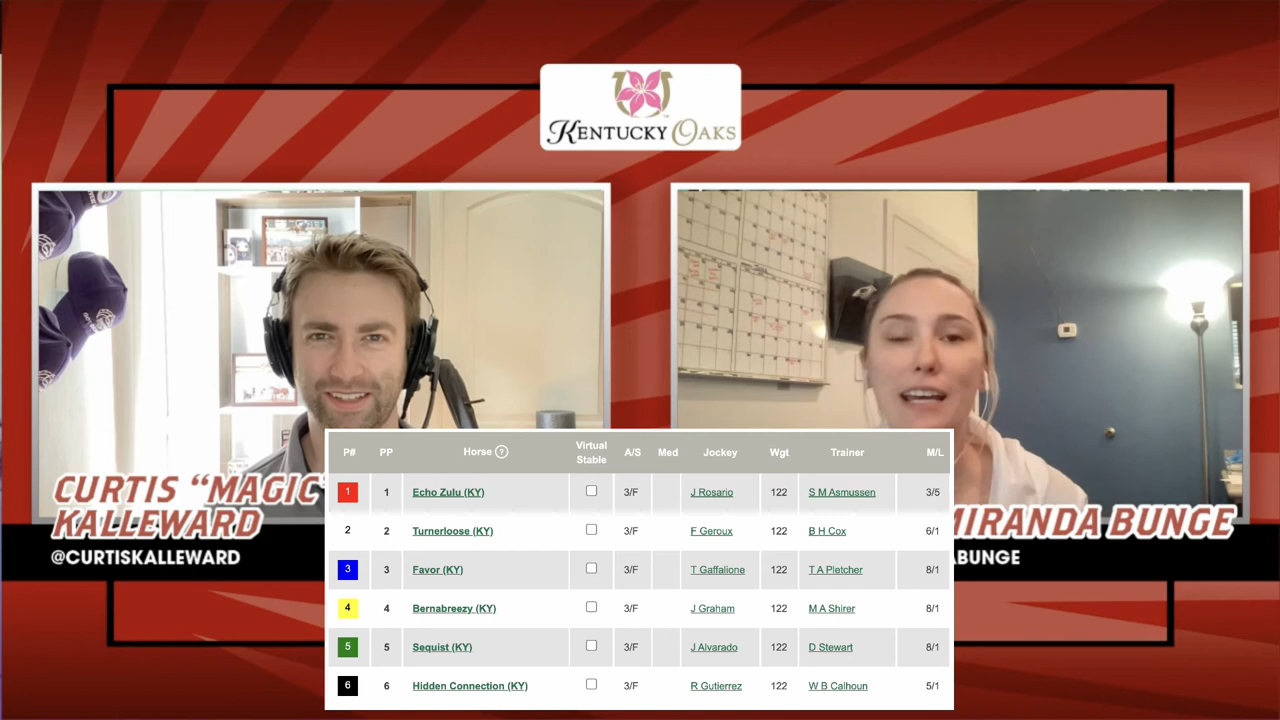 KENTUCKY OAKS
CURTIS "MAGIC"
KALLEWARD
@CURTISKALLEWARD
MIRANDA BUNGE
ABUNGE
P# PP Horse ? Virtual Stable A/S Med Jockey Wgt Trainer M/L
1 1 Echo Zulu (KY) 3/F J Rosario 122 S M Asmussen 3/5
2 2 Turnerloose (KY) 3/F F Geroux 122 B H Cox 6/1
3 3 Favor (KY) 3/F T Gaffalione 122 T A Pletcher 8/1
4 4 Bernabreezy (KY) 3/F J Graham 122 M A Shirer 8/1
5 5 Sequist (KY) 3/F J Alvarado 122 D Stewart 8/1
6 6 Hidden Connection (KY) 3/F R Gutierrez 122 W B Calhoun 5/1